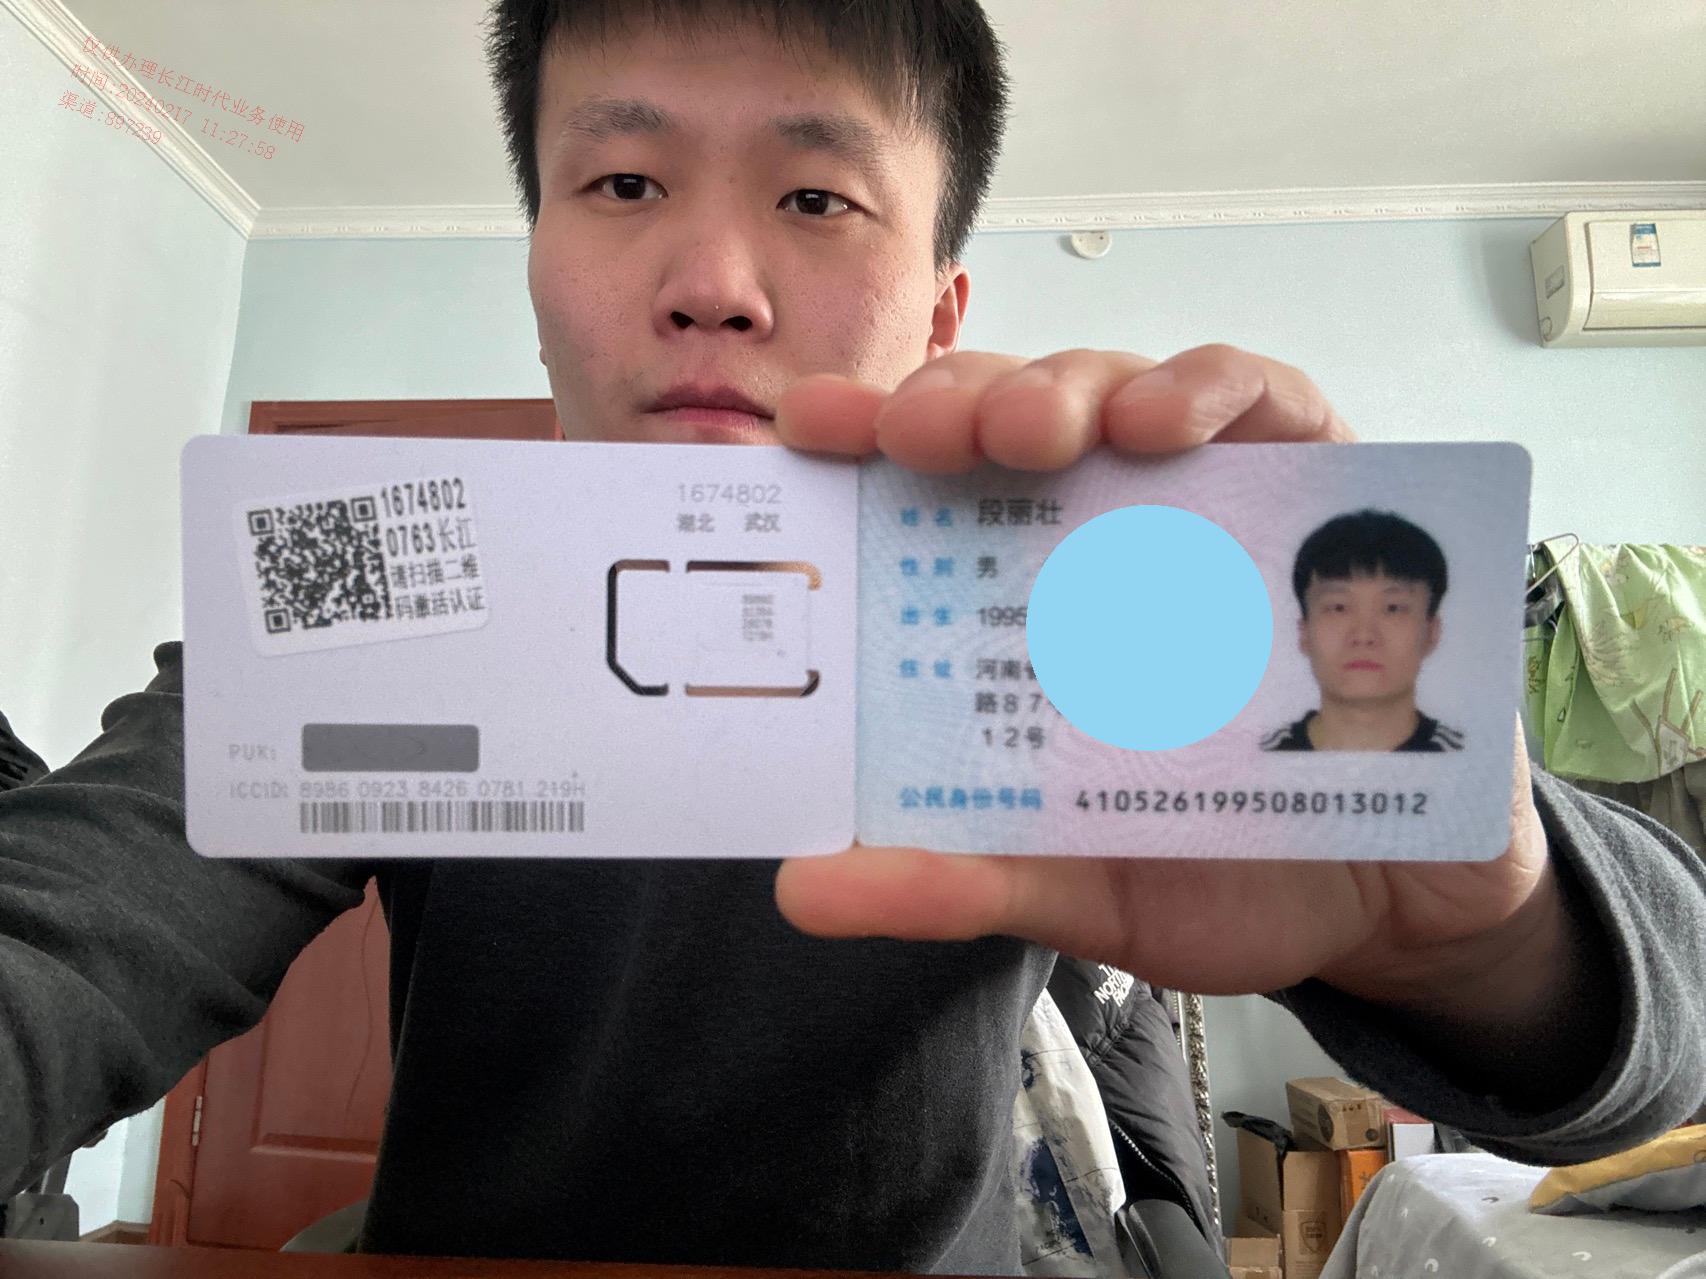 仅供办理长江时代业务使用
时间:20240217 11:27:58
渠道:897239
1674802
0763长江
请扫描二维
码激活认证
1674802
湖北 武汉
PUK:
ICCID: 8986 0923 8426 0781 219H
姓名 段丽壮
性别 男
出生 1995
住址 河南省
路87
12号
公民身份号码 410526199508013012